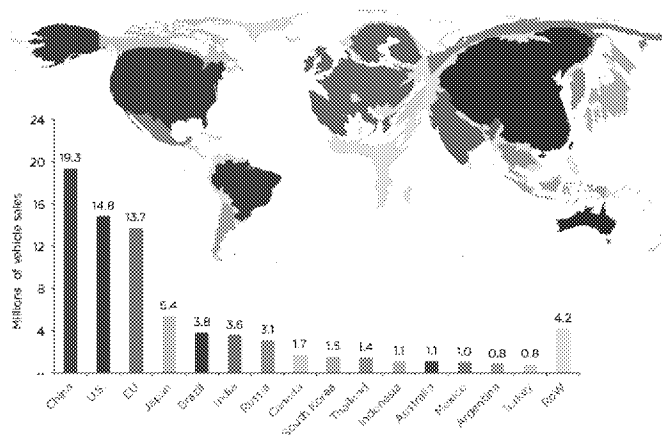 Millions of vehicle sales
24
20
16
12
8
4
19.3
14.8
13.7
5.4
3.8
3.6
3.1
1.7
1.5
1.4
1.1
1.1
1.0
0.8
0.8
4.2
China
U.S.
EU
Japan
Brazil
India
Russia
Canada
South Korea
Thailand
Indonesia
Australia
Mexico
Argentina
Turkey
RoW